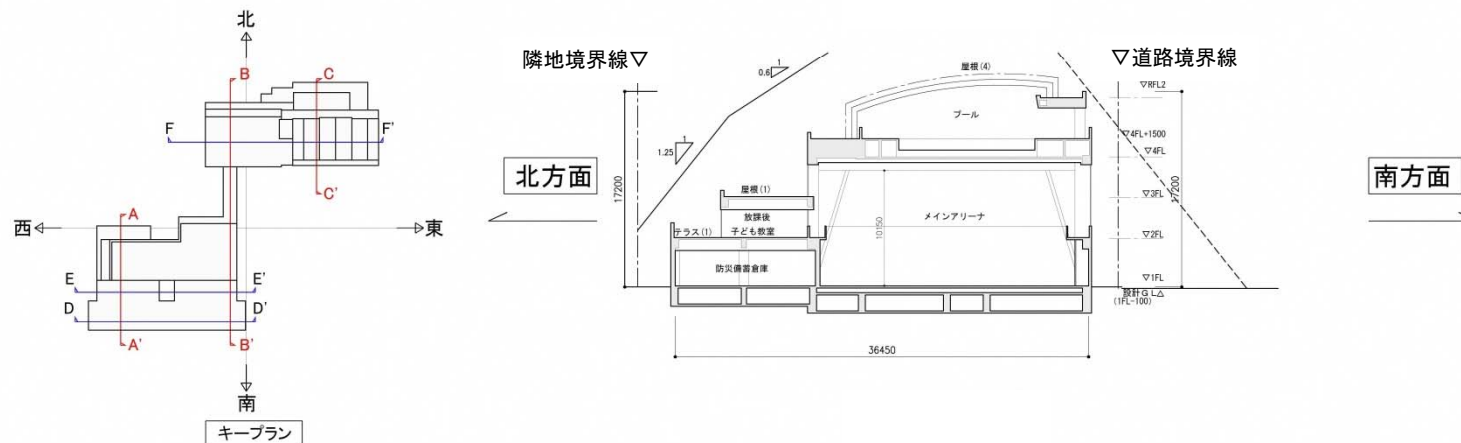 北
B
C
F
F'
C'
西
東
A
E
E'
D
D'
A'
B'
南
キープラン
隣地境界線▽
▽道路境界線
北方面
南方面
1
0.6
1
1.25
屋根(4)
プール
▽RFL2
▽4FL+1500
▽4FL
17200
17200
屋根(1)
▽3FL
放課後
子ども教室
テラス(1)
メインアリーナ
10150
▽2FL
防災備蓄倉庫
▽1FL
設計GL△
(1FL-100)
36450